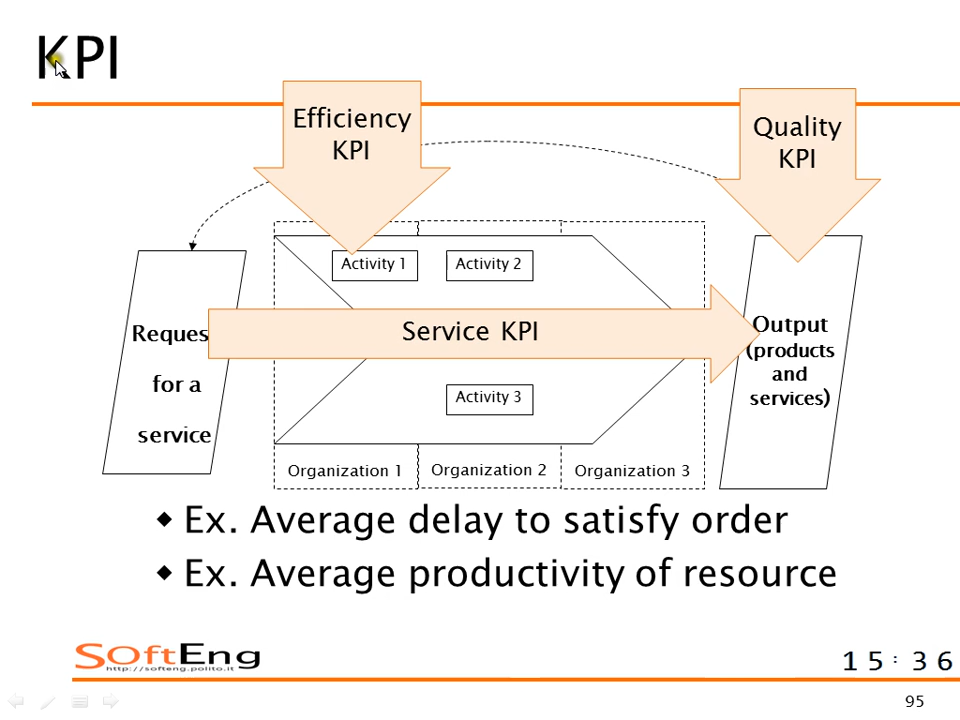 KPI
Efficiency
KPI
Quality
KPI
Activity 1
Activity 2
Reques
for a
service
Service KPI
Output
(products
and
services)
Activity 3
Organization 1
Organization 2
Organization 3
Ex. Average delay to satisfy order
Ex. Average productivity of resource
SOftEng
http://softeng.polito.it
15:36
95